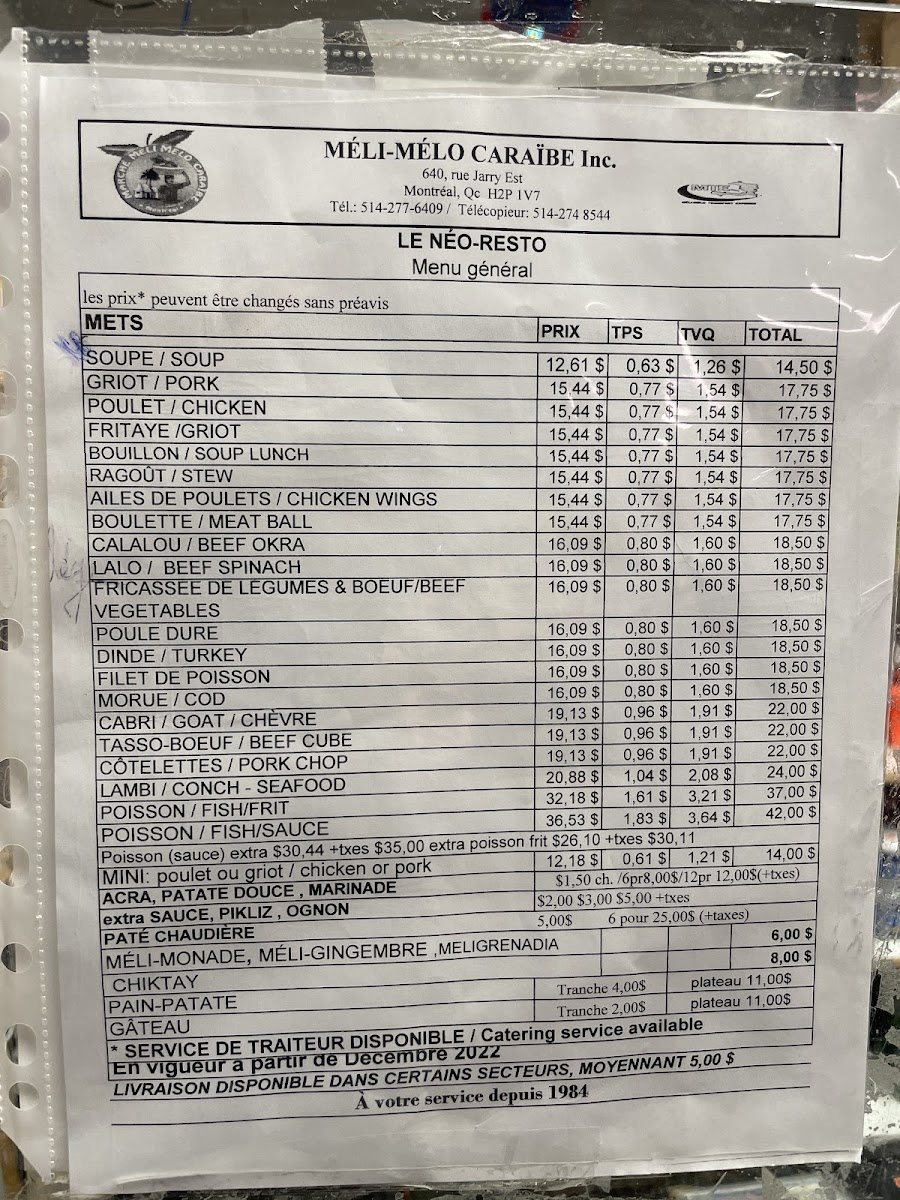 MARCHÉ MÉLI MÉLO CARAÏBE
MÉLI-MÉLO CARAÏBE Inc.
640, rue Jarry Est
Montréal, Qc H2P 1V7
Tél.: 514-277-6409 / Télécopieur: 514-274 8544
LE NÉO-RESTO
Menu général
les prix* peuvent être changés sans préavis
METS PRIX TPS TVQ TOTAL
SOUPE / SOUP 12,61 $ 0,63 $ 1,26 $ 14,50 $
GRIOT / PORK 15,44 $ 0,77 $ 1,54 $ 17,75 $
POULET / CHICKEN 15,44 $ 0,77 $ 1,54 $ 17,75 $
FRITAYE /GRIOT 15,44 $ 0,77 $ 1,54 $ 17,75 $
BOUILLON / SOUP LUNCH 15,44 $ 0,77 $ 1,54 $ 17,75 $
RAGOÛT / STEW 15,44 $ 0,77 $ 1,54 $ 17,75 $
AILES DE POULETS / CHICKEN WINGS 15,44 $ 0,77 $ 1,54 $ 17,75 $
BOULETTE / MEAT BALL 15,44 $ 0,77 $ 1,54 $ 17,75 $
CALALOU / BEEF OKRA 16,09 $ 0,80 $ 1,60 $ 18,50 $
LALO / BEEF SPINACH 16,09 $ 0,80 $ 1,60 $ 18,50 $
FRICASSEE DE LEGUMES & BOEUF/BEEF 16,09 $ 0,80 $ 1,60 $ 18,50 $
VEGETABLES
POULE DURE 16,09 $ 0,80 $ 1,60 $ 18,50 $
DINDE / TURKEY 16,09 $ 0,80 $ 1,60 $ 18,50 $
FILET DE POISSON 16,09 $ 0,80 $ 1,60 $ 18,50 $
MORUE / COD 16,09 $ 0,80 $ 1,60 $ 18,50 $
CABRI / GOAT / CHÈVRE 19,13 $ 0,96 $ 1,91 $ 22,00 $
TASSO-BOEUF / BEEF CUBE 19,13 $ 0,96 $ 1,91 $ 22,00 $
CÔTELETTES / PORK CHOP 19,13 $ 0,96 $ 1,91 $ 22,00 $
LAMBI / CONCH - SEAFOOD 20,88 $ 1,04 $ 2,08 $ 24,00 $
POISSON / FISH/FRIT 32,18 $ 1,61 $ 3,21 $ 37,00 $
POISSON / FISH/SAUCE 36,53 $ 1,83 $ 3,64 $ 42,00 $
Poisson (sauce) extra $30,44 +txes $35,00 extra poisson frit $26,10 +txes $30,11
MINI: poulet ou griot / chicken or pork 12,18 $ 0,61 $ 1,21 $ 14,00 $
ACRA, PATATE DOUCE , MARINADE $1,50 ch. /6pr8,00$/12pr 12,00$(+txes)
extra SAUCE, PIKLIZ , OGNON $2,00 $3,00 $5,00 +txes
PATÉ CHAUDIÈRE 5,00$ 6 pour 25,00$ (+taxes)
MÉLI-MONADE, MÉLI-GINGEMBRE ,MELIGRENADIA 6,00 $
CHIKTAY 8,00 $
PAIN-PATATE Tranche 4,00$ plateau 11,00$
GÂTEAU Tranche 2,00$ plateau 11,00$
* SERVICE DE TRAITEUR DISPONIBLE / Catering service available
En vigueur à partir de Décembre 2022
LIVRAISON DISPONIBLE DANS CERTAINS SECTEURS, MOYENNANT 5,00 $
À votre service depuis 1984